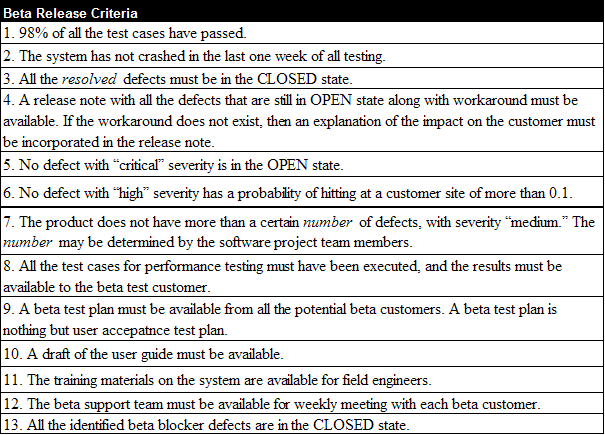 Beta Release Criteria
1. 98% of all the test cases have passed.
2. The system has not crashed in the last one week of all testing.
3. All the resolved defects must be in the CLOSED state.
4. A release note with all the defects that are still in OPEN state along with workaround must be
available. If the workaround does not exist, then an explanation of the impact on the customer must
be incorporated in the release note.
5. No defect with “critical” severity is in the OPEN state.
6. No defect with “high” severity has a probability of hitting at a customer site of more than 0.1.
7. The product does not have more than a certain number of defects, with severity “medium.” The
number may be determined by the software project team members.
8. All the test cases for performance testing must have been executed, and the results must be
available to the beta test customer.
9. A beta test plan must be available from all the potential beta customers. A beta test plan is
nothing but user accepatnce test plan.
10. A draft of the user guide must be available.
11. The training materials on the system are available for field engineers.
12. The beta support team must be available for weekly meeting with each beta customer.
13. All the identified beta blocker defects are in the CLOSED state.